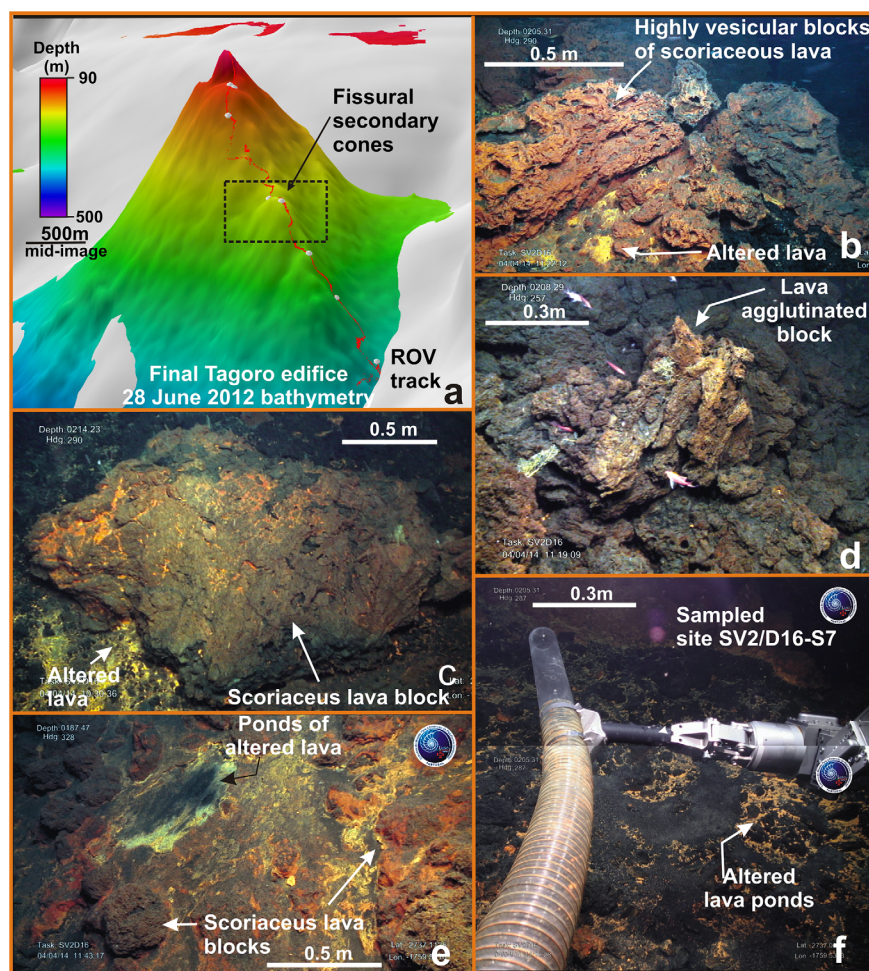 Depth
(m)
90
500
500m
mid-image
Fissural
secondary
cones
ROV
track
Final Tagoro edifice
28 June 2012 bathymetry
a
Depth 0205.31
Hdg: 290
0.5 m
Highly vesicular blocks
of scoriaceous lava
Altered lava
Task: SV2D16
b
Depth 0208.29
Hdg: 257
0.3m
Lava
agglutinated
block
* Task: SV2D16
04/04/14 11:19:09
d
Depth 0214.23
Hdg: 290
0.5 m
Altered
lava
Scoriaceus lava block
c
Depth 0187.47
Hdg: 328
Ponds of
altered lava
Scoriaceus lava
blocks
0.5 m
Task: SV2D16
04/04/14 11:43:17
e
Depth 0205.31
Hdg: 287
0.3m
Sampled
site SV2/D16-S7
Altered
lava ponds
f